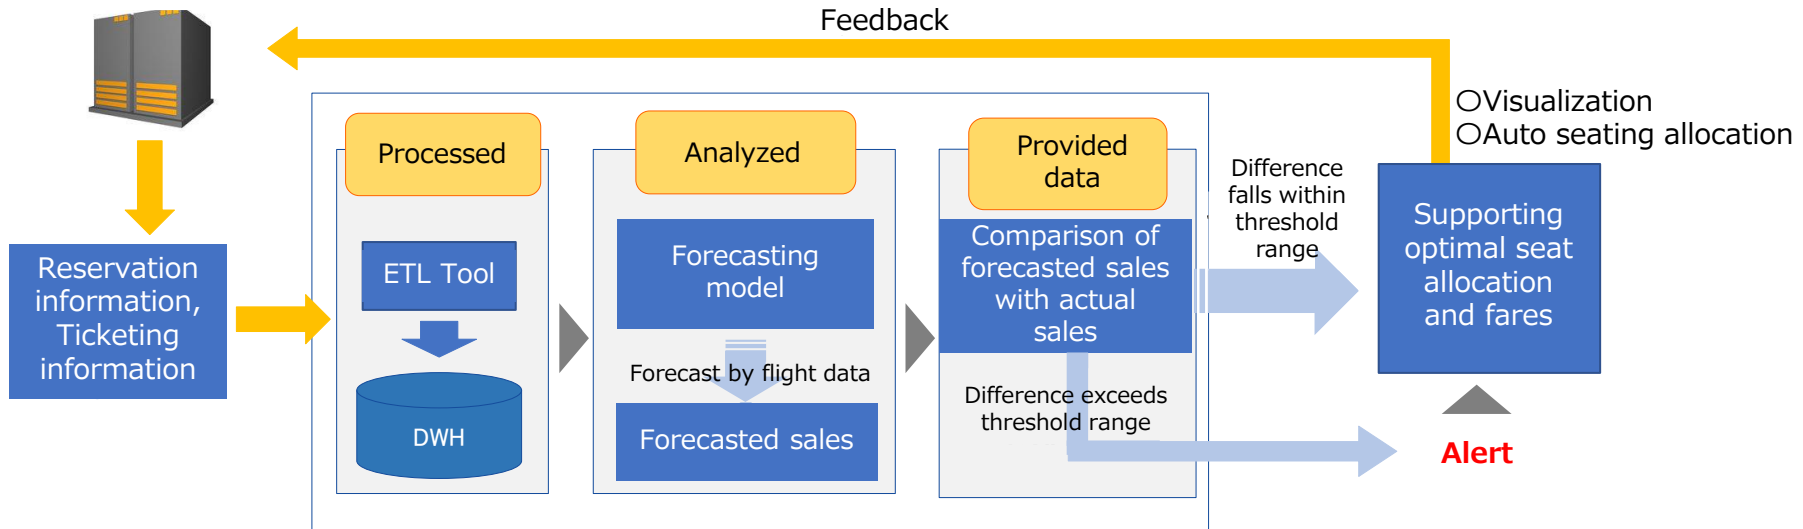 Feedback
○Visualization
○Auto seating allocation
Reservation
information,
Ticketing
information
Processed
ETL Tool
DWH
Analyzed
Forecasting
model
Forecast by flight data
Forecasted sales
Provided
data
Comparison of
forecasted sales
with actual
sales
Difference exceeds
threshold range
Difference
falls within
threshold
range
Supporting
optimal seat
allocation
and fares
Alert